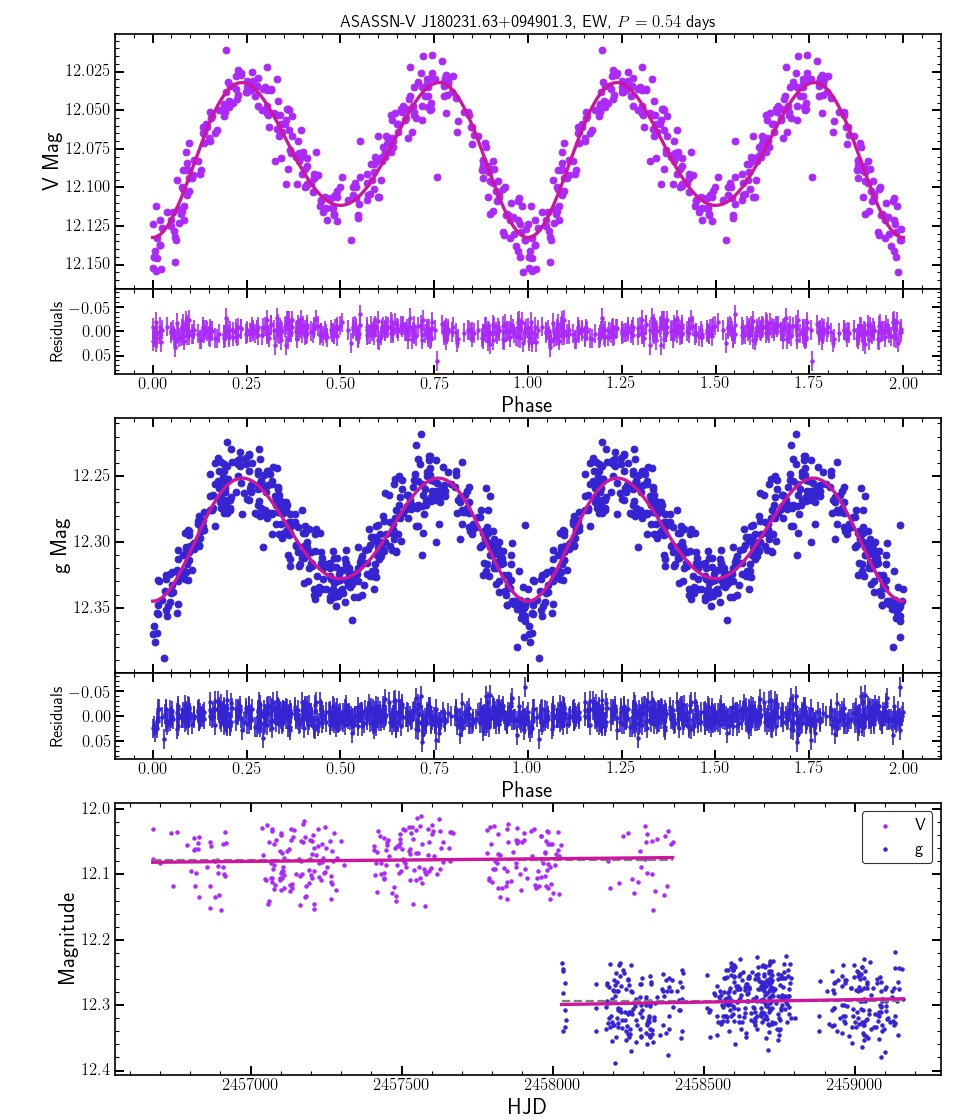 ASASSN-V J180231.63+094901.3, EW, P = 0.54 days
12.025
12.050
12.075
12.100
12.125
12.150
V Mag
−0.05
0.00
0.05
Residuals
0.00 0.25 0.50 0.75 1.00 1.25 1.50 1.75 2.00
Phase
12.25
12.30
12.35
g Mag
−0.05
0.00
0.05
Residuals
0.00 0.25 0.50 0.75 1.00 1.25 1.50 1.75 2.00
Phase
12.0
12.1
12.2
12.3
12.4
Magnitude
V
g
2457000 2457500 2458000 2458500 2459000
HJD